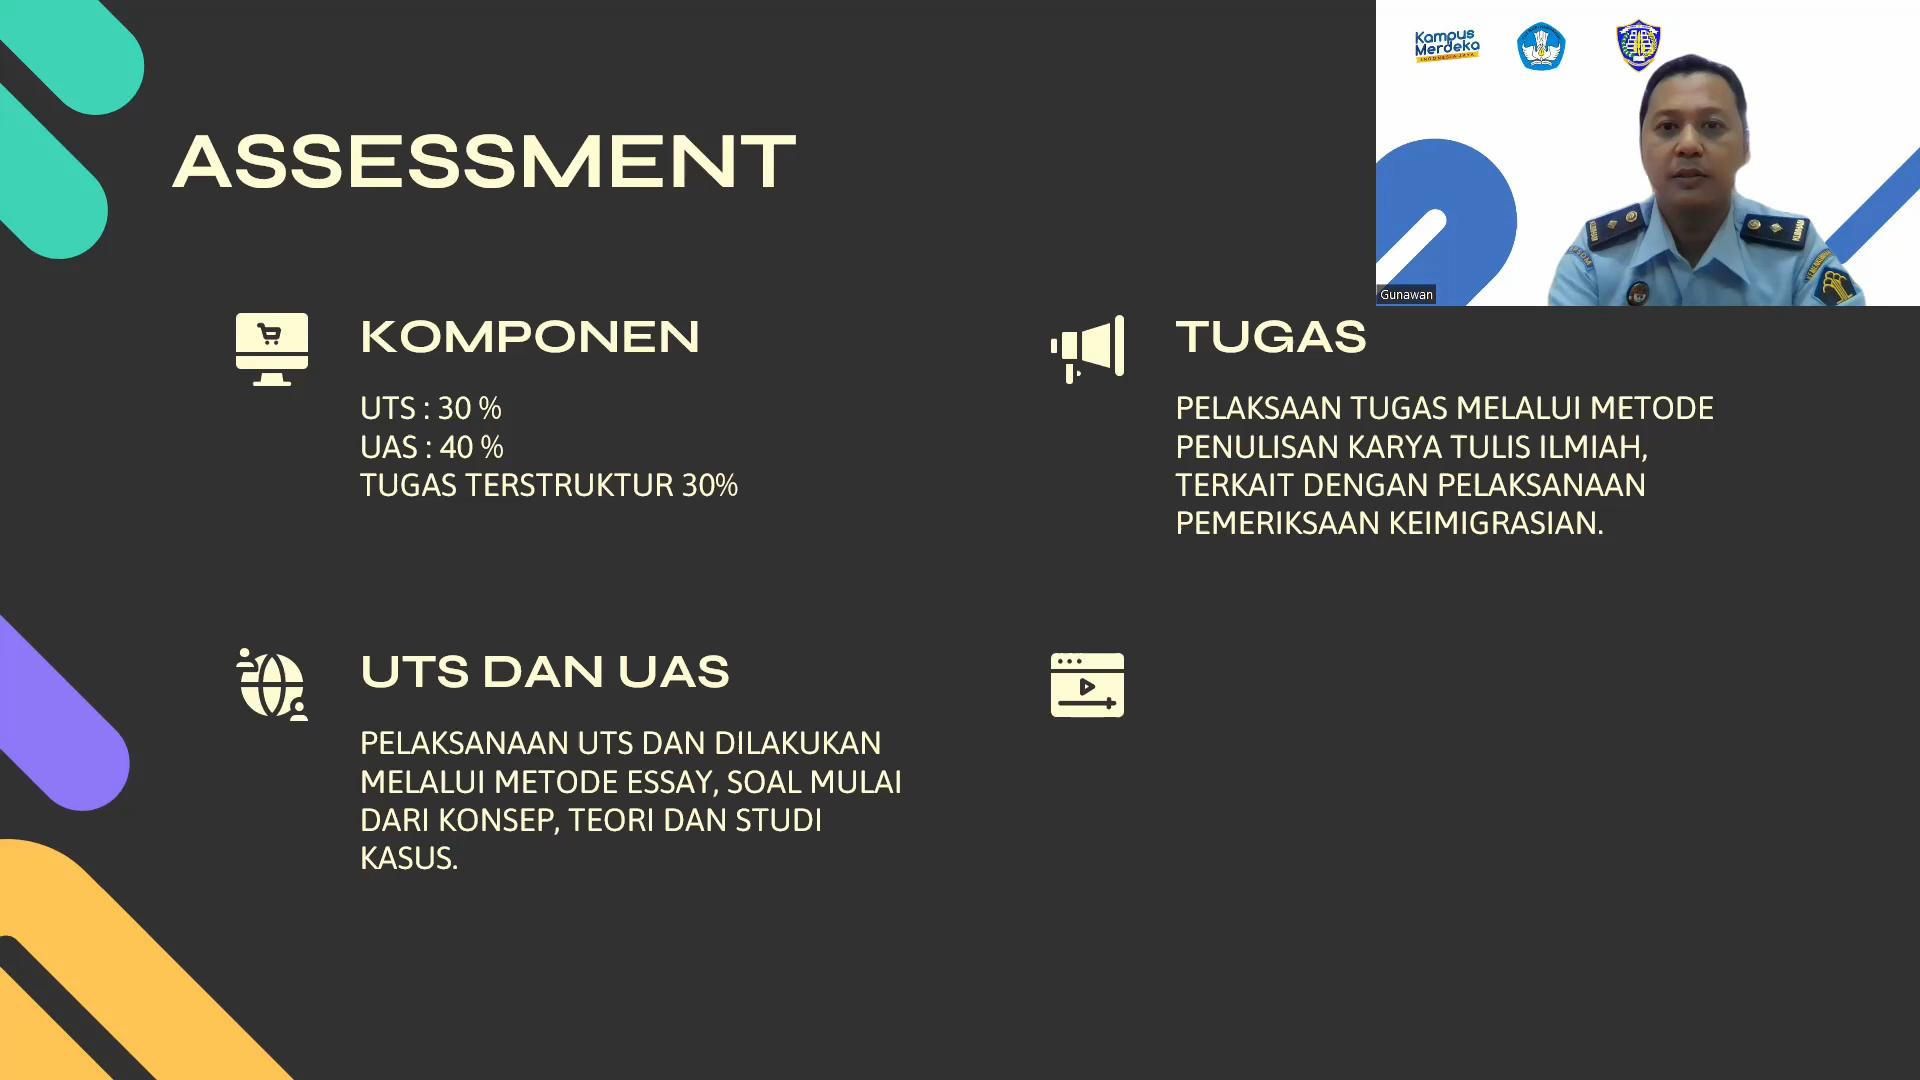 ASSESSMENT
Kampus
Merdeka
INDONESIA JAYA
Gunawan
KOMPONEN
UTS : 30 %
UAS : 40 %
TUGAS TERSTRUKTUR 30%
TUGAS
PELAKSAAN TUGAS MELALUI METODE
PENULISAN KARYA TULIS ILMIAH,
TERKAIT DENGAN PELAKSANAAN
PEMERIKSAAN KEIMIGRASIAN.
UTS DAN UAS
PELAKSANAAN UTS DAN DILAKUKAN
MELALUI METODE ESSAY, SOAL MULAI
DARI KONSEP, TEORI DAN STUDI
KASUS.